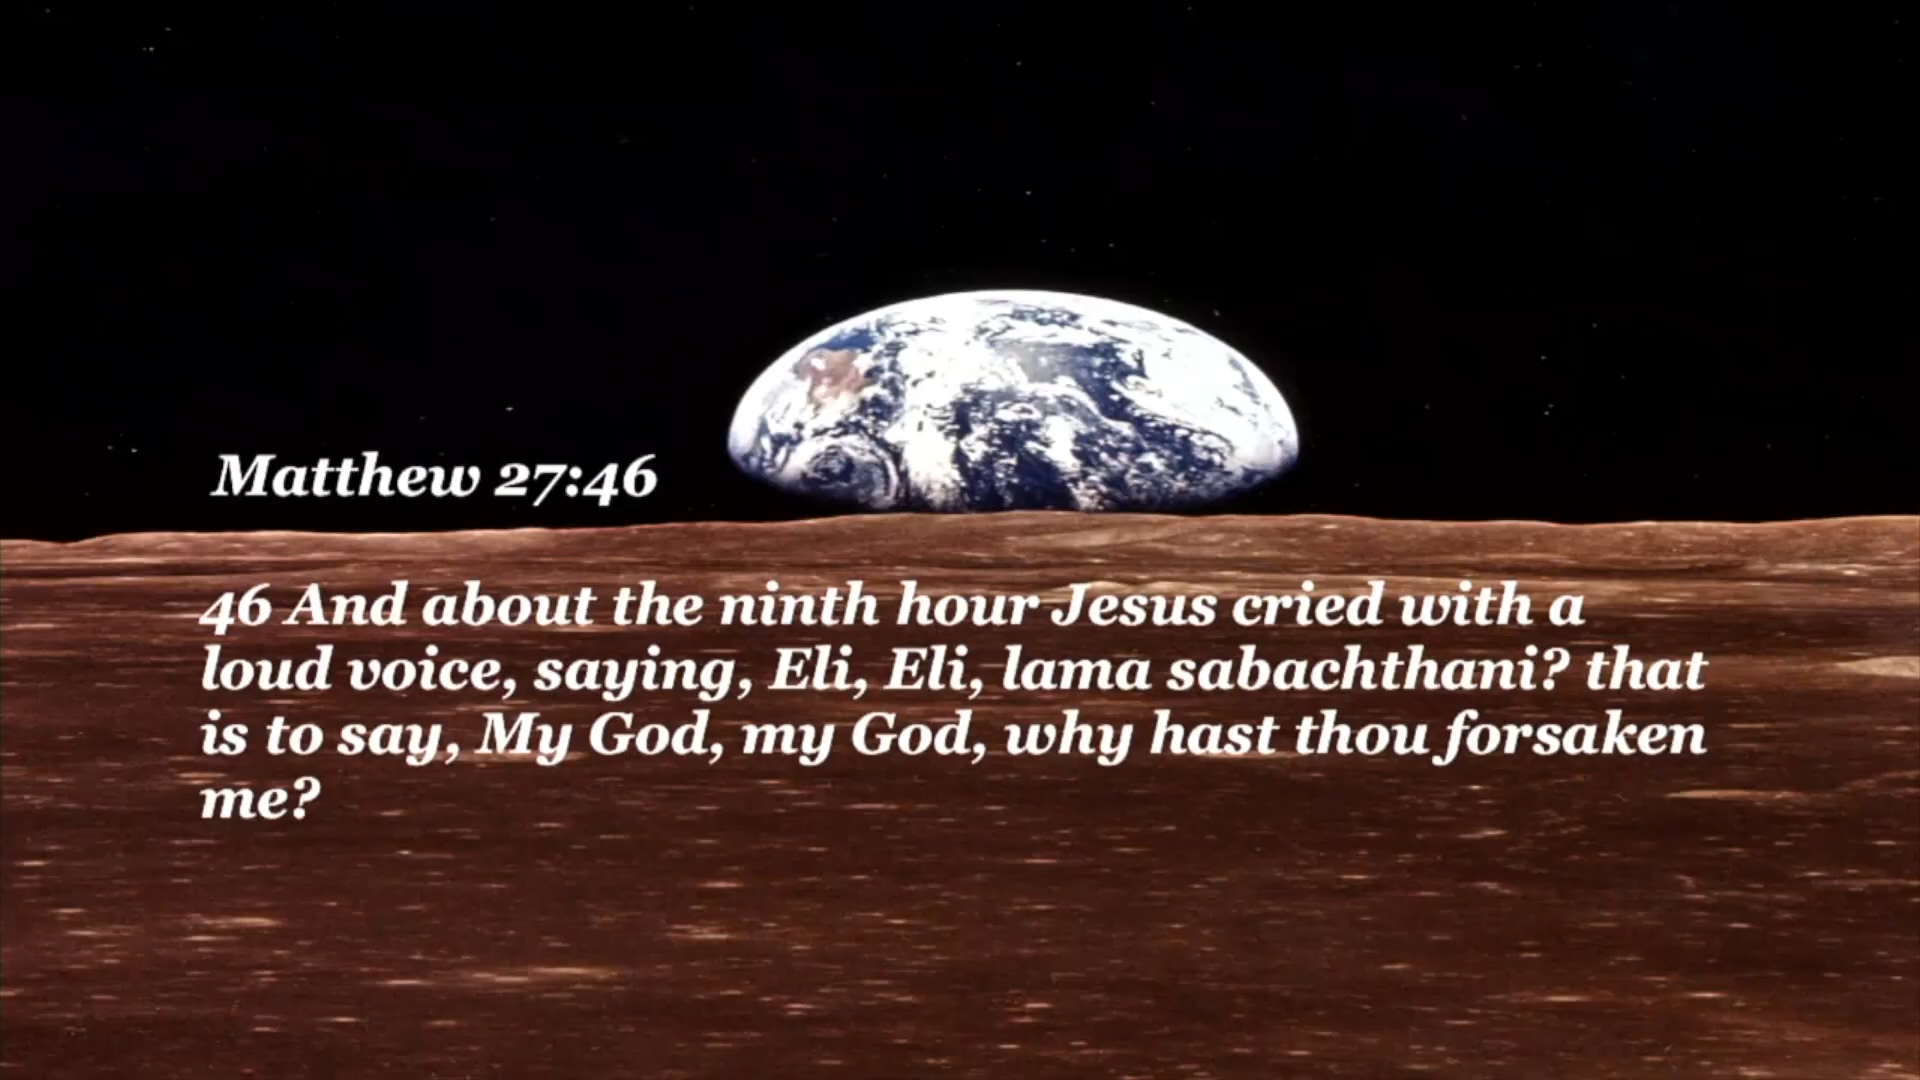 Matthew 27:46
46 And about the ninth hour Jesus cried with a
loud voice, saying, Eli, Eli, lama sabachthani? that
is to say, My God, my God, why hast thou forsaken
me?